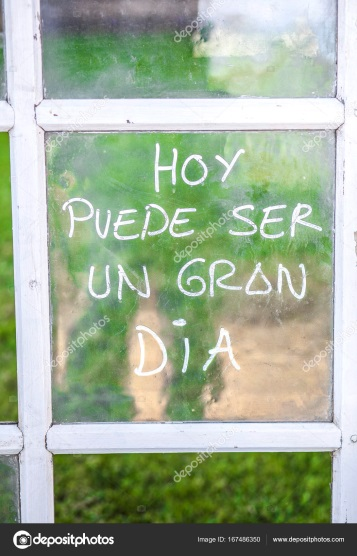 HOY
PUEDE SER
UN GRAN
DiA
depositphotos
Image ID: 167486350 www.depositphotos.com